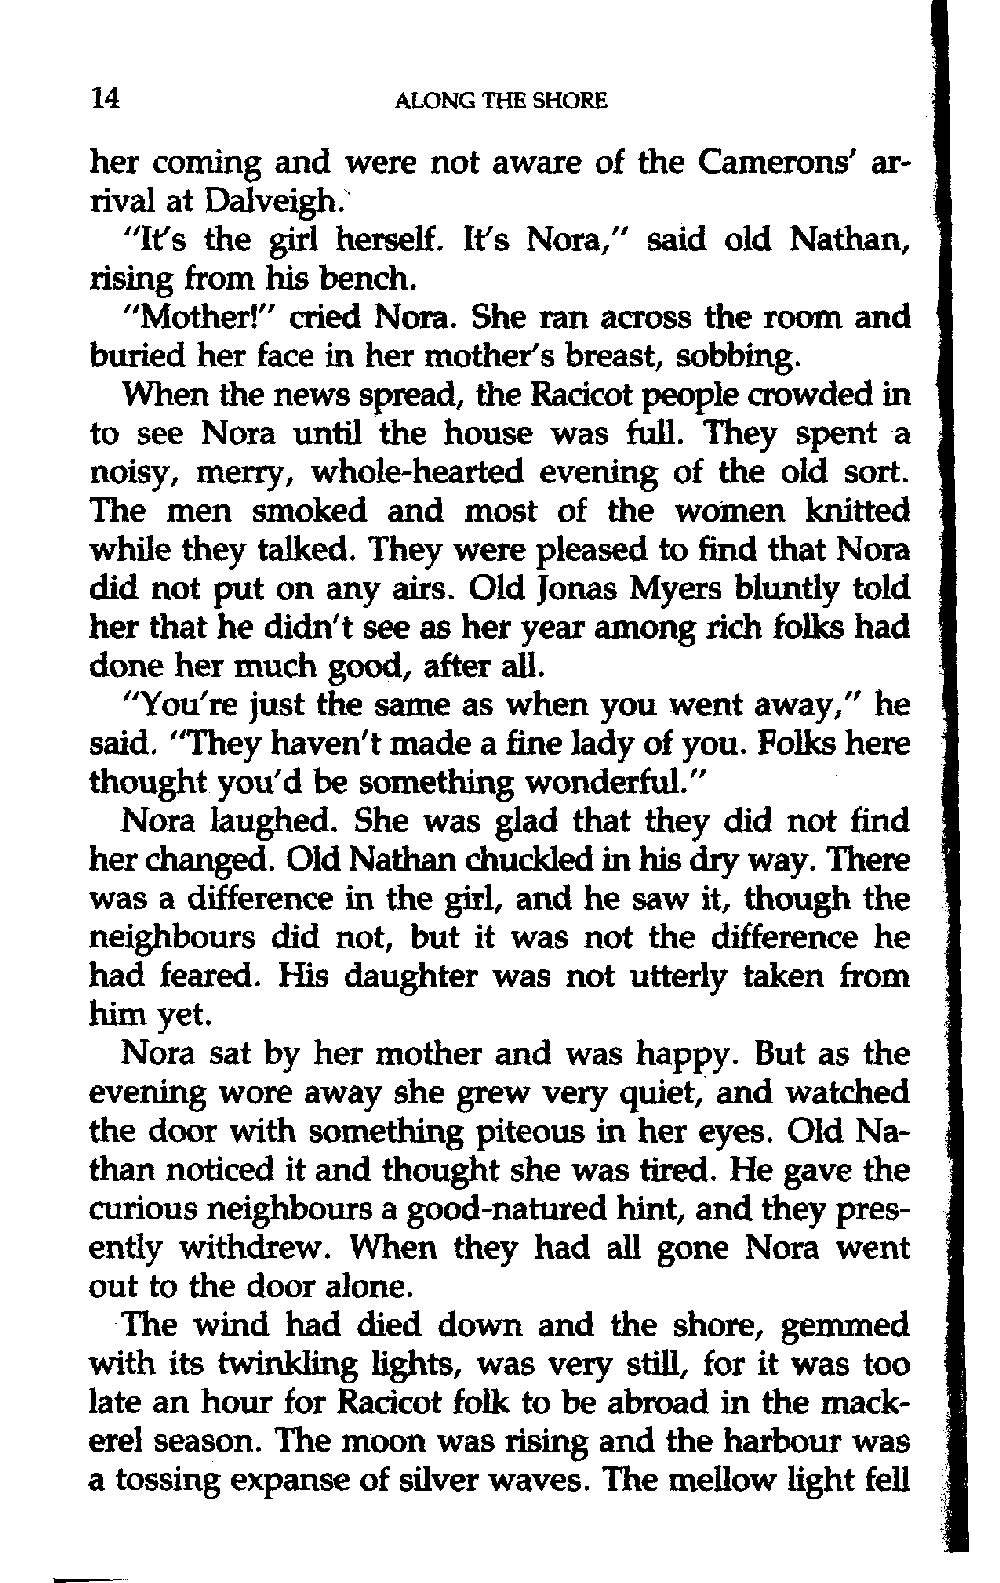 14 ALONG THE SHORE
her coming and were not aware of the Camerons' ar-
rival at Dalveigh.
"It's the girl herself. It's Nora," said old Nathan,
rising from his bench.
"Mother!" cried Nora. She ran across the room and
buried her face in her mother's breast, sobbing.
When the news spread, the Racicot people crowded in
to see Nora until the house was full. They spent a
noisy, merry, whole-hearted evening of the old sort.
The men smoked and most of the women knitted
while they talked. They were pleased to find that Nora
did not put on any airs. Old Jonas Myers bluntly told
her that he didn't see as her year among rich folks had
done her much good, after all.
"You're just the same as when you went away," he
said. "They haven't made a fine lady of you. Folks here
thought you'd be something wonderful."
Nora laughed. She was glad that they did not find
her changed. Old Nathan chuckled in his dry way. There
was a difference in the girl, and he saw it, though the
neighbours did not, but it was not the difference he
had feared. His daughter was not utterly taken from
him yet.
Nora sat by her mother and was happy. But as the
evening wore away she grew very quiet, and watched
the door with something piteous in her eyes. Old Na-
than noticed it and thought she was tired. He gave the
curious neighbours a good-natured hint, and they pres-
ently withdrew. When they had all gone Nora went
out to the door alone.
The wind had died down and the shore, gemmed
with its twinkling lights, was very still, for it was too
late an hour for Racicot folk to be abroad in the mack-
erel season. The moon was rising and the harbour was
a tossing expanse of silver waves. The mellow light fell